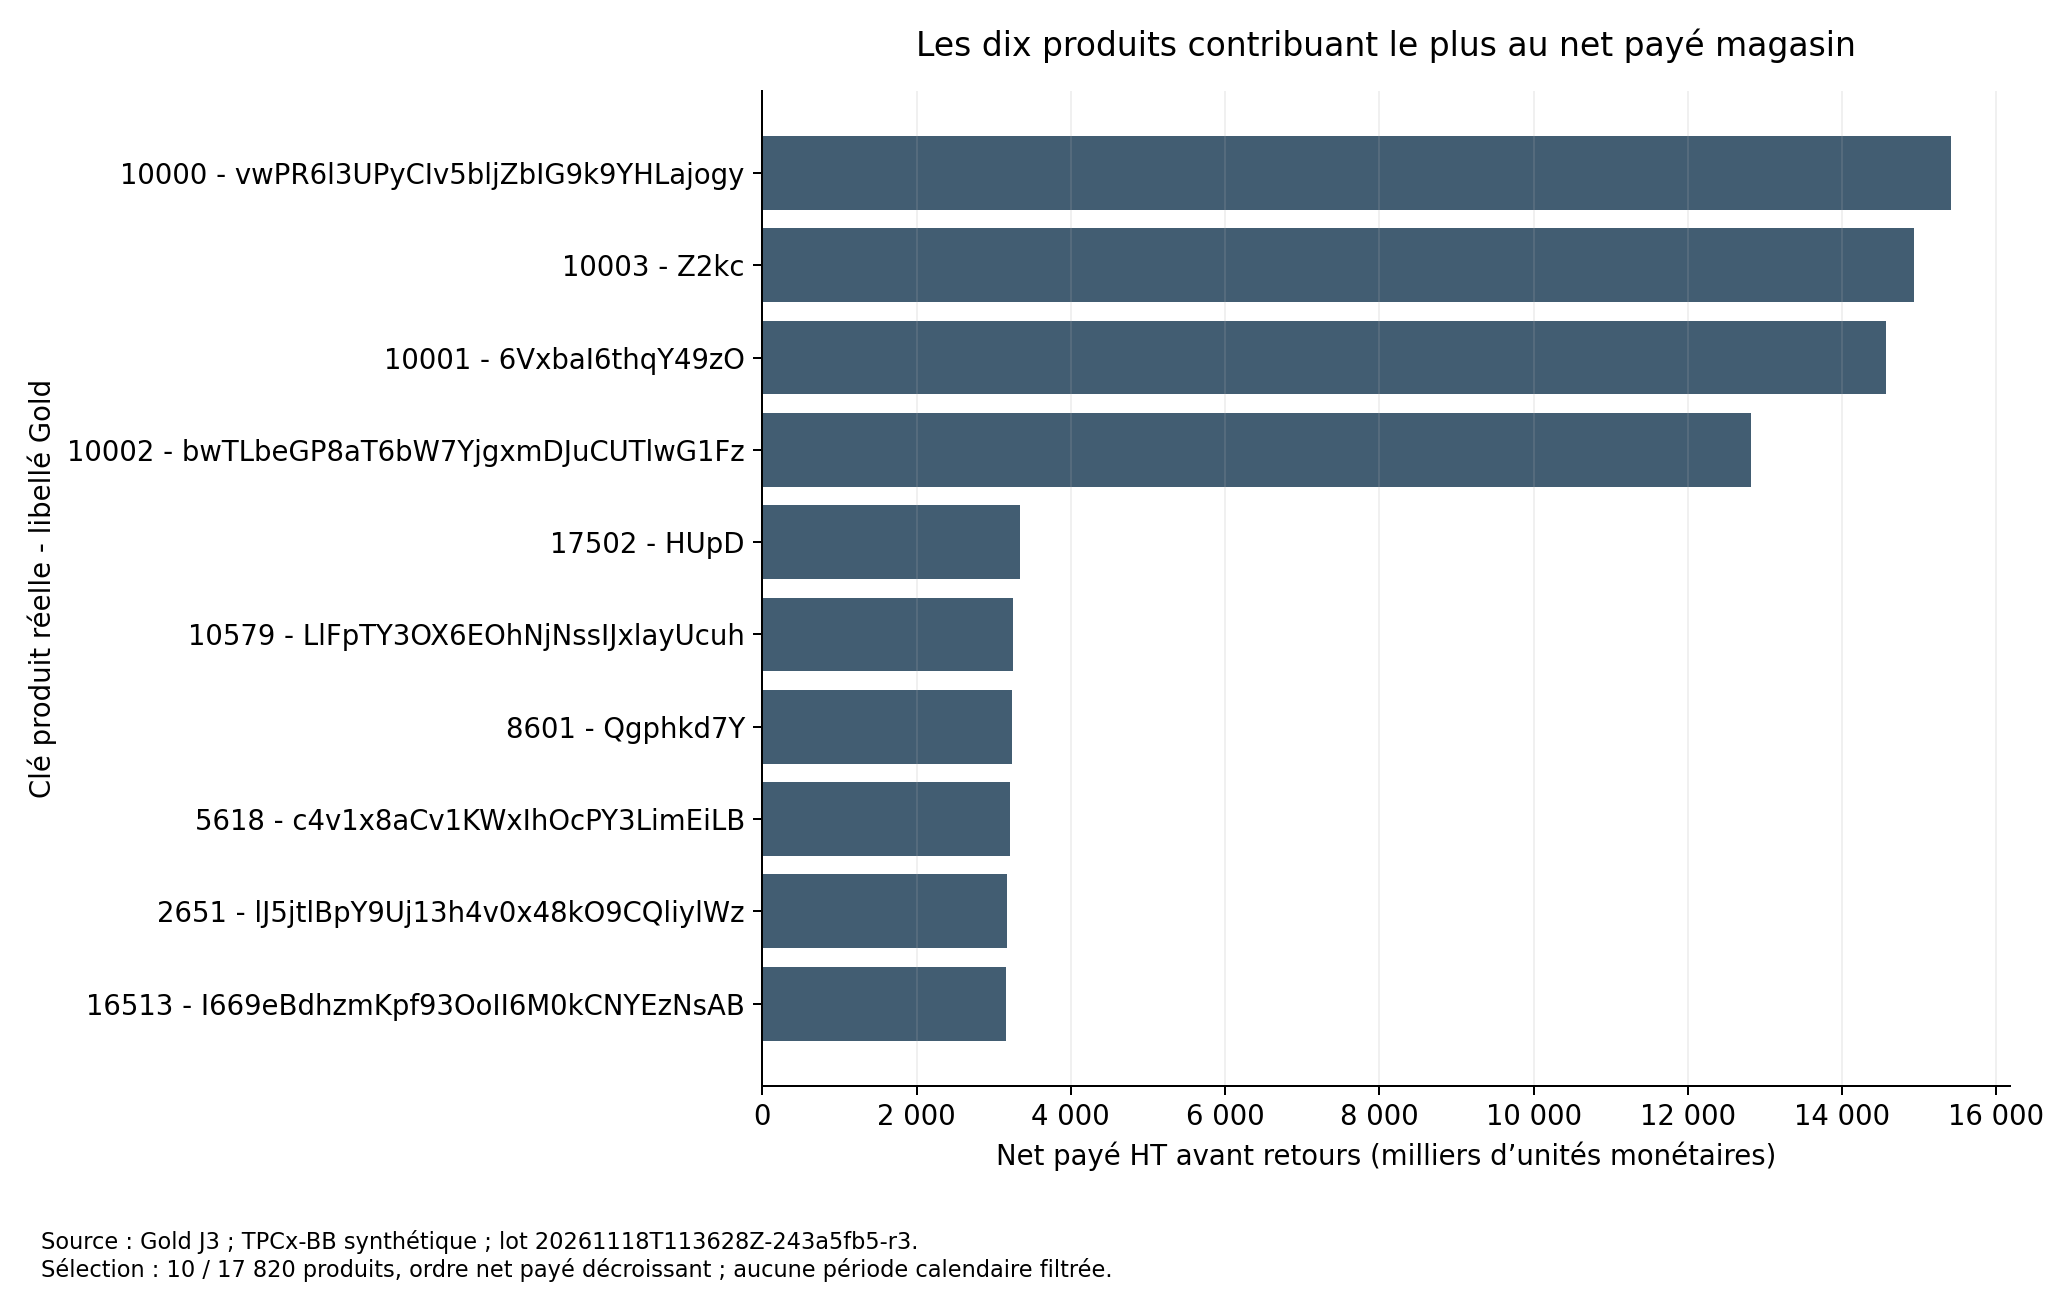 Les dix produits contribuant le plus au net payé magasin
Clé produit réelle - libellé Gold
10000 - vwPR6l3UPyCIv5bljZbIG9k9YHLajogy
10003 - Z2kc
10001 - 6VxbaI6thqY49zO
10002 - bwTLbeGP8aT6bW7YjgxmDJuCUTlwG1Fz
17502 - HUpD
10579 - LlFpTY3OX6EOhNjNssIJxlayUcuh
8601 - Qgphkd7Y
5618 - c4v1x8aCv1KWxIhOcPY3LimEiLB
2651 - lJ5jtlBpY9Uj13h4v0x48kO9CQliylWz
16513 - I669eBdhzmKpf93OoII6M0kCNYEzNsAB
0 2 000 4 000 6 000 8 000 10 000 12 000 14 000 16 000
Net payé HT avant retours (milliers d’unités monétaires)
Source : Gold J3 ; TPCx-BB synthétique ; lot 20261118T113628Z-243a5fb5-r3.
Sélection : 10 / 17 820 produits, ordre net payé décroissant ; aucune période calendaire filtrée.